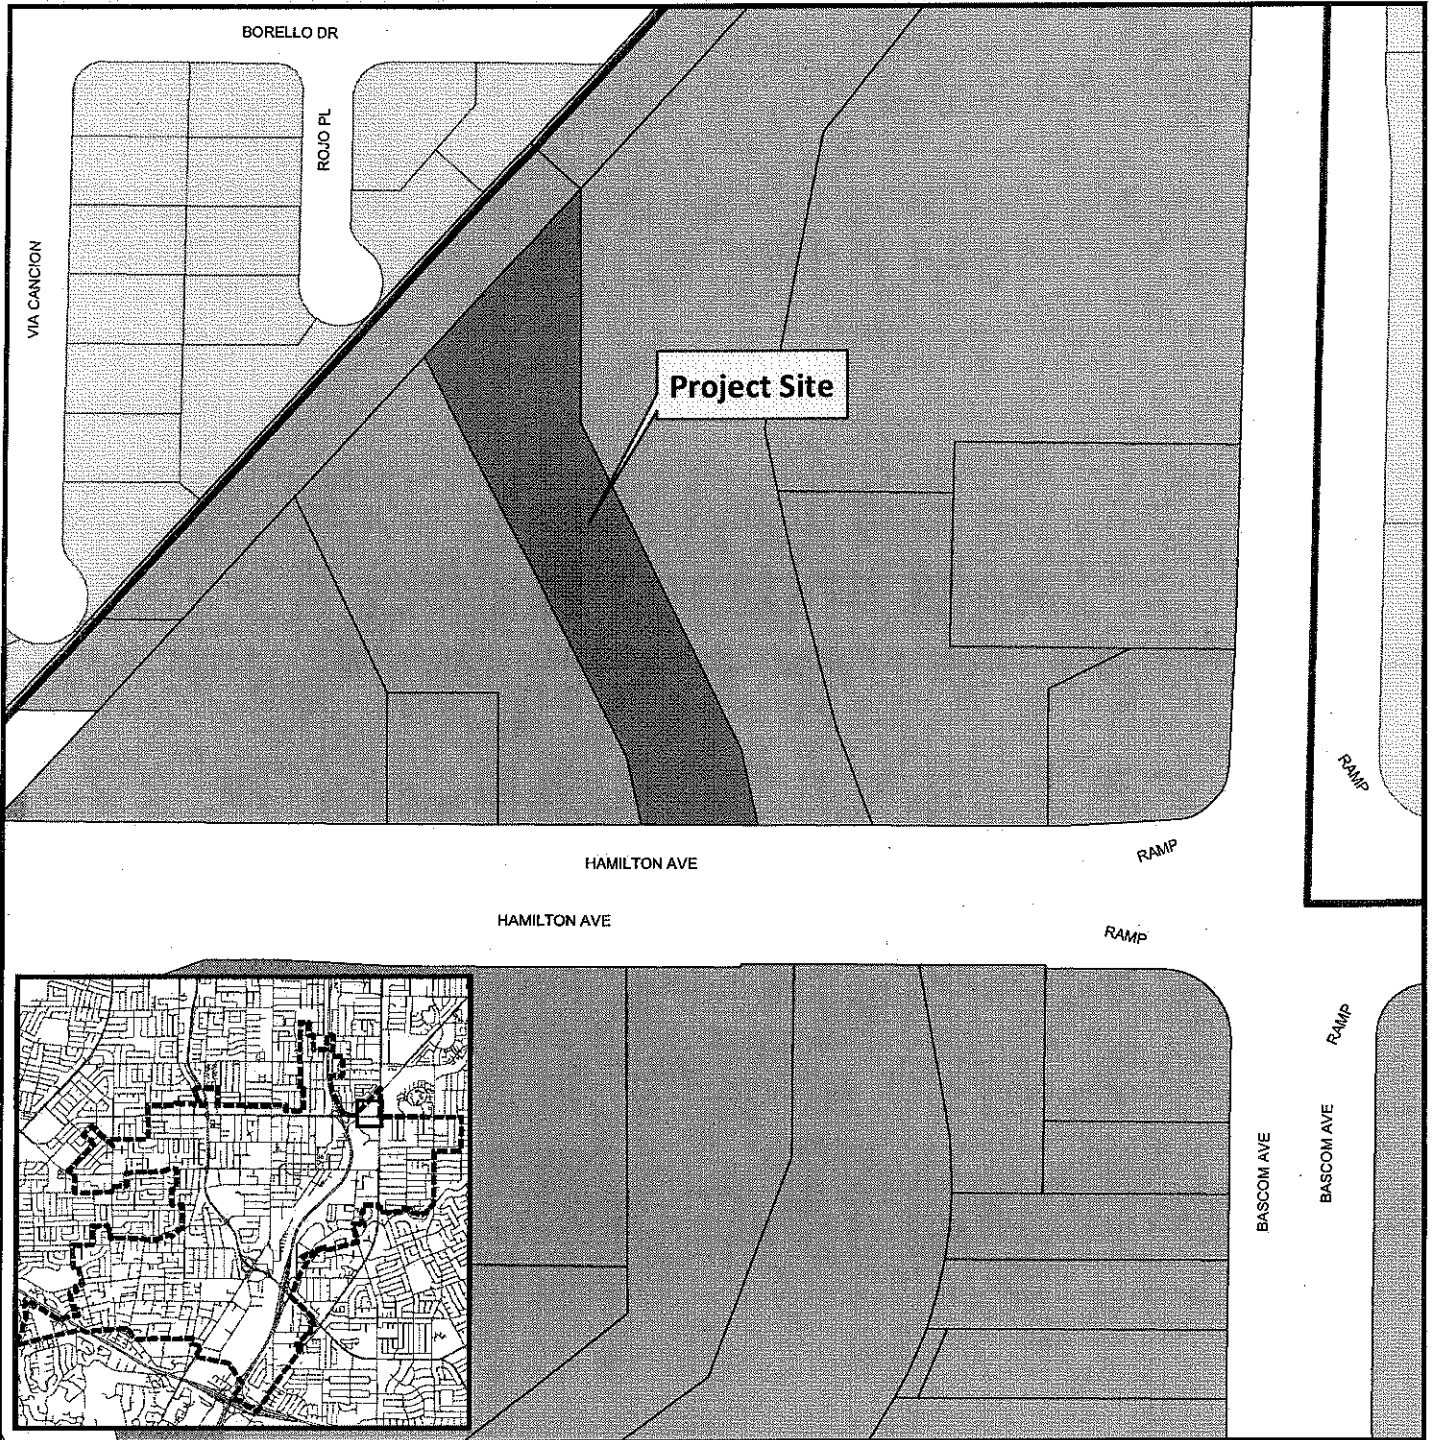 BORELLO DR
ROJO PL
VIA CANCION
Project Site
RAMP
HAMILTON AVE
RAMP
HAMILTON AVE
RAMP
RAMP
BASCOM AVE
BASCOM AVE